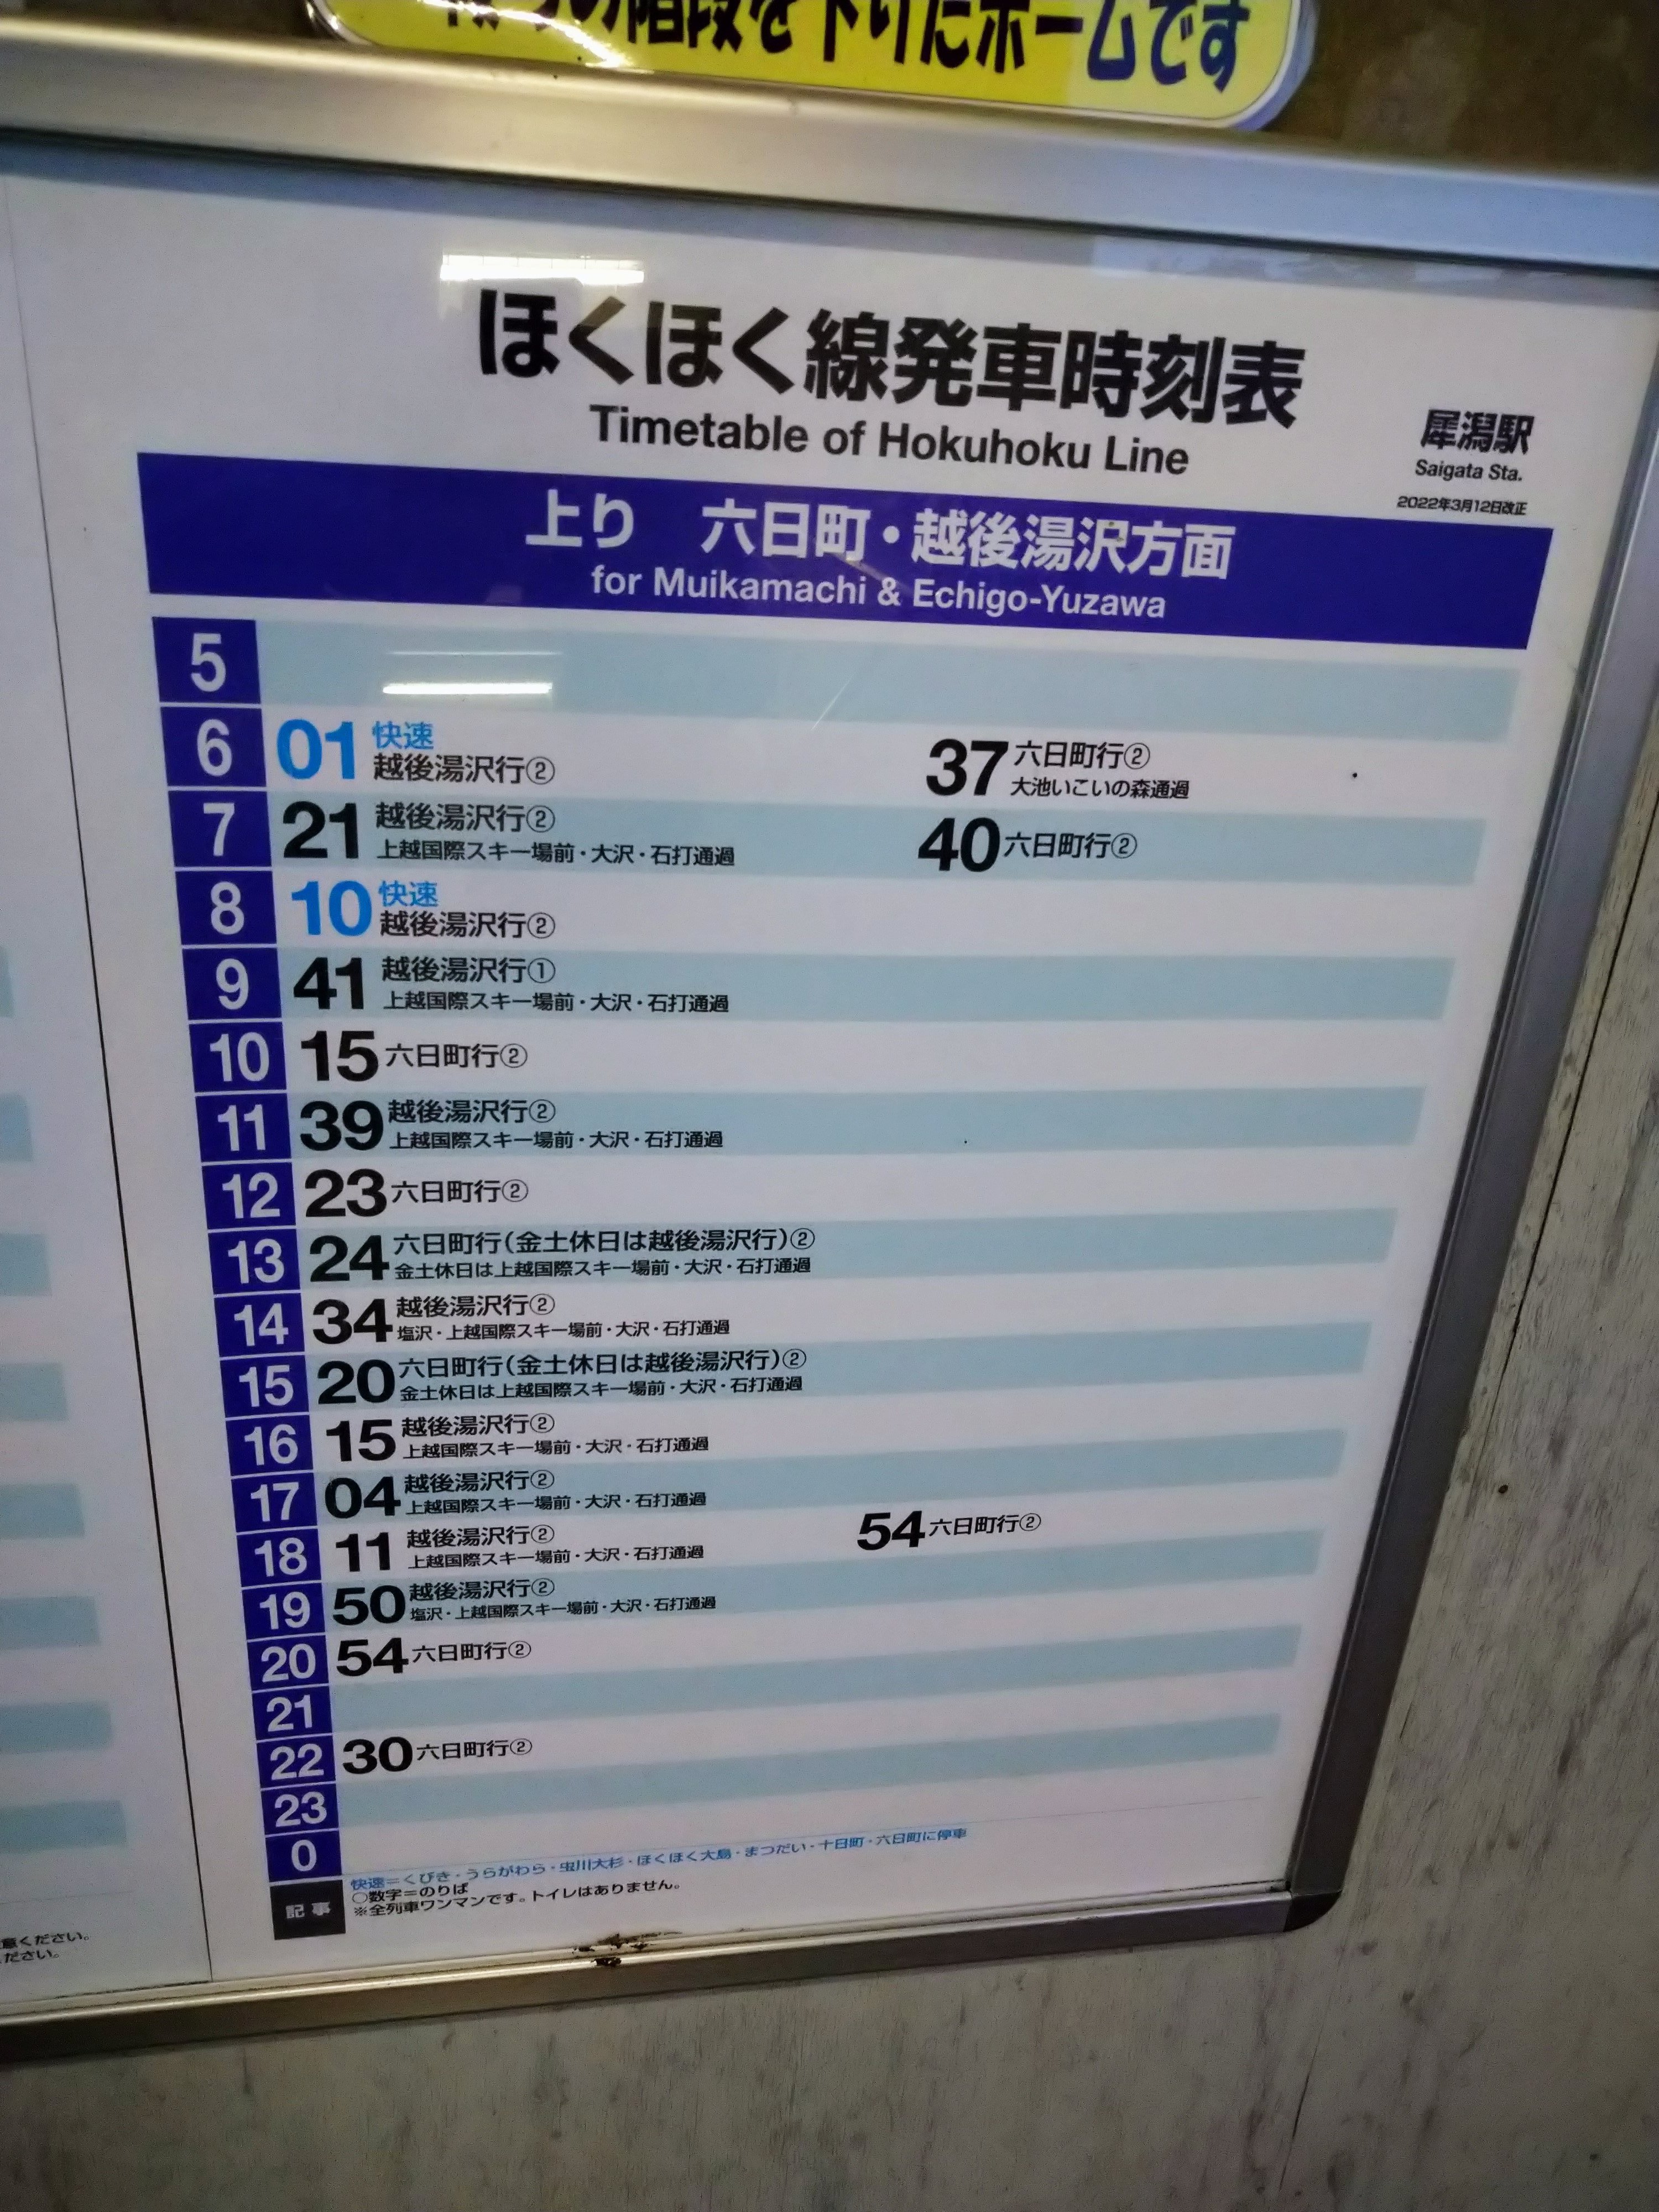 の階段を下りたホームです
ほくほく線発車時刻表
Timetable of Hokuhoku Line
犀潟駅
Saigata Sta.
2022年3月12日改正
上り 六日町・越後湯沢方面
for Muikamachi & Echigo-Yuzawa
5
6 01 快速 越後湯沢行② 37 六日町行② 大池いこいの森通過
7 21 越後湯沢行② 上越国際スキー場前・大沢・石打通過 40 六日町行②
8 10 快速 越後湯沢行②
9 41 越後湯沢行① 上越国際スキー場前・大沢・石打通過
10 15 六日町行②
11 39 越後湯沢行② 上越国際スキー場前・大沢・石打通過
12 23 六日町行②
13 24 六日町行(金土休日は越後湯沢行)② 金土休日は上越国際スキー場前・大沢・石打通過
14 34 越後湯沢行② 塩沢・上越国際スキー場前・大沢・石打通過
15 20 六日町行(金土休日は越後湯沢行)② 金土休日は上越国際スキー場前・大沢・石打通過
16 15 越後湯沢行② 上越国際スキー場前・大沢・石打通過
17 04 越後湯沢行② 上越国際スキー場前・大沢・石打通過
18 11 越後湯沢行② 上越国際スキー場前・大沢・石打通過 54 六日町行②
19 50 越後湯沢行② 塩沢・上越国際スキー場前・大沢・石打通過
20 54 六日町行②
21
22 30 六日町行②
23
0
記事
快速=くびき・うらがわら・虫川大杉・ほくほく大島・まつだい・十日町・六日町に停車
○数字=のりば
※全列車ワンマンです。トイレはありません。
意ください。
ださい。